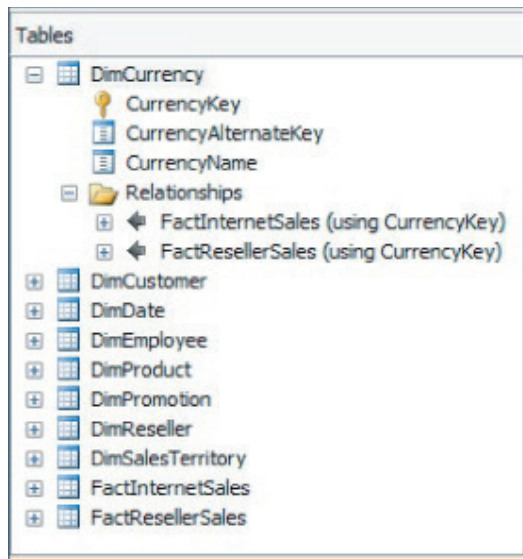 Tables
DimCurrency
CurrencyKey
CurrencyAlternateKey
CurrencyName
Relationships
FactInternetSales (using CurrencyKey)
FactResellerSales (using CurrencyKey)
DimCustomer
DimDate
DimEmployee
DimProduct
DimPromotion
DimReseller
DimSalesTerritory
FactInternetSales
FactResellerSales